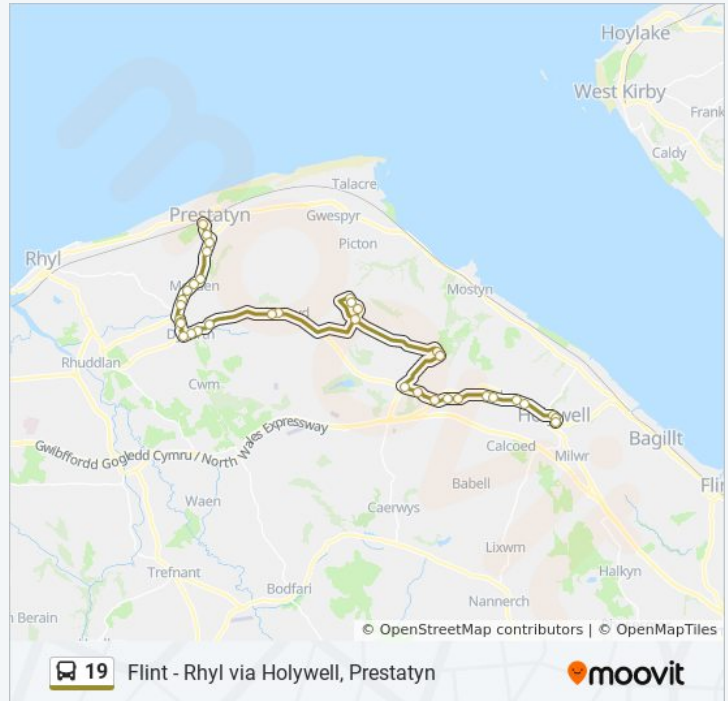 Hoylake
West Kirby
Frank
Caldy
Talacre
Prestatyn
Gwespyr
Picton
Rhyl
Mostyn
Rhuddlan
Cwm
Holywell
Gwibffordd Gogledd Cymru / North Wales Expressway
Calcoed
Milwr
Bagillt
Flin
Babell
Waen
Caerwys
Lixwm
Trefnant
Halkyn
Bodfari
Nannerch
n Berain
© OpenStreetMap contributors | © OpenMapTiles
19 Flint - Rhyl via Holywell, Prestatyn
moovit